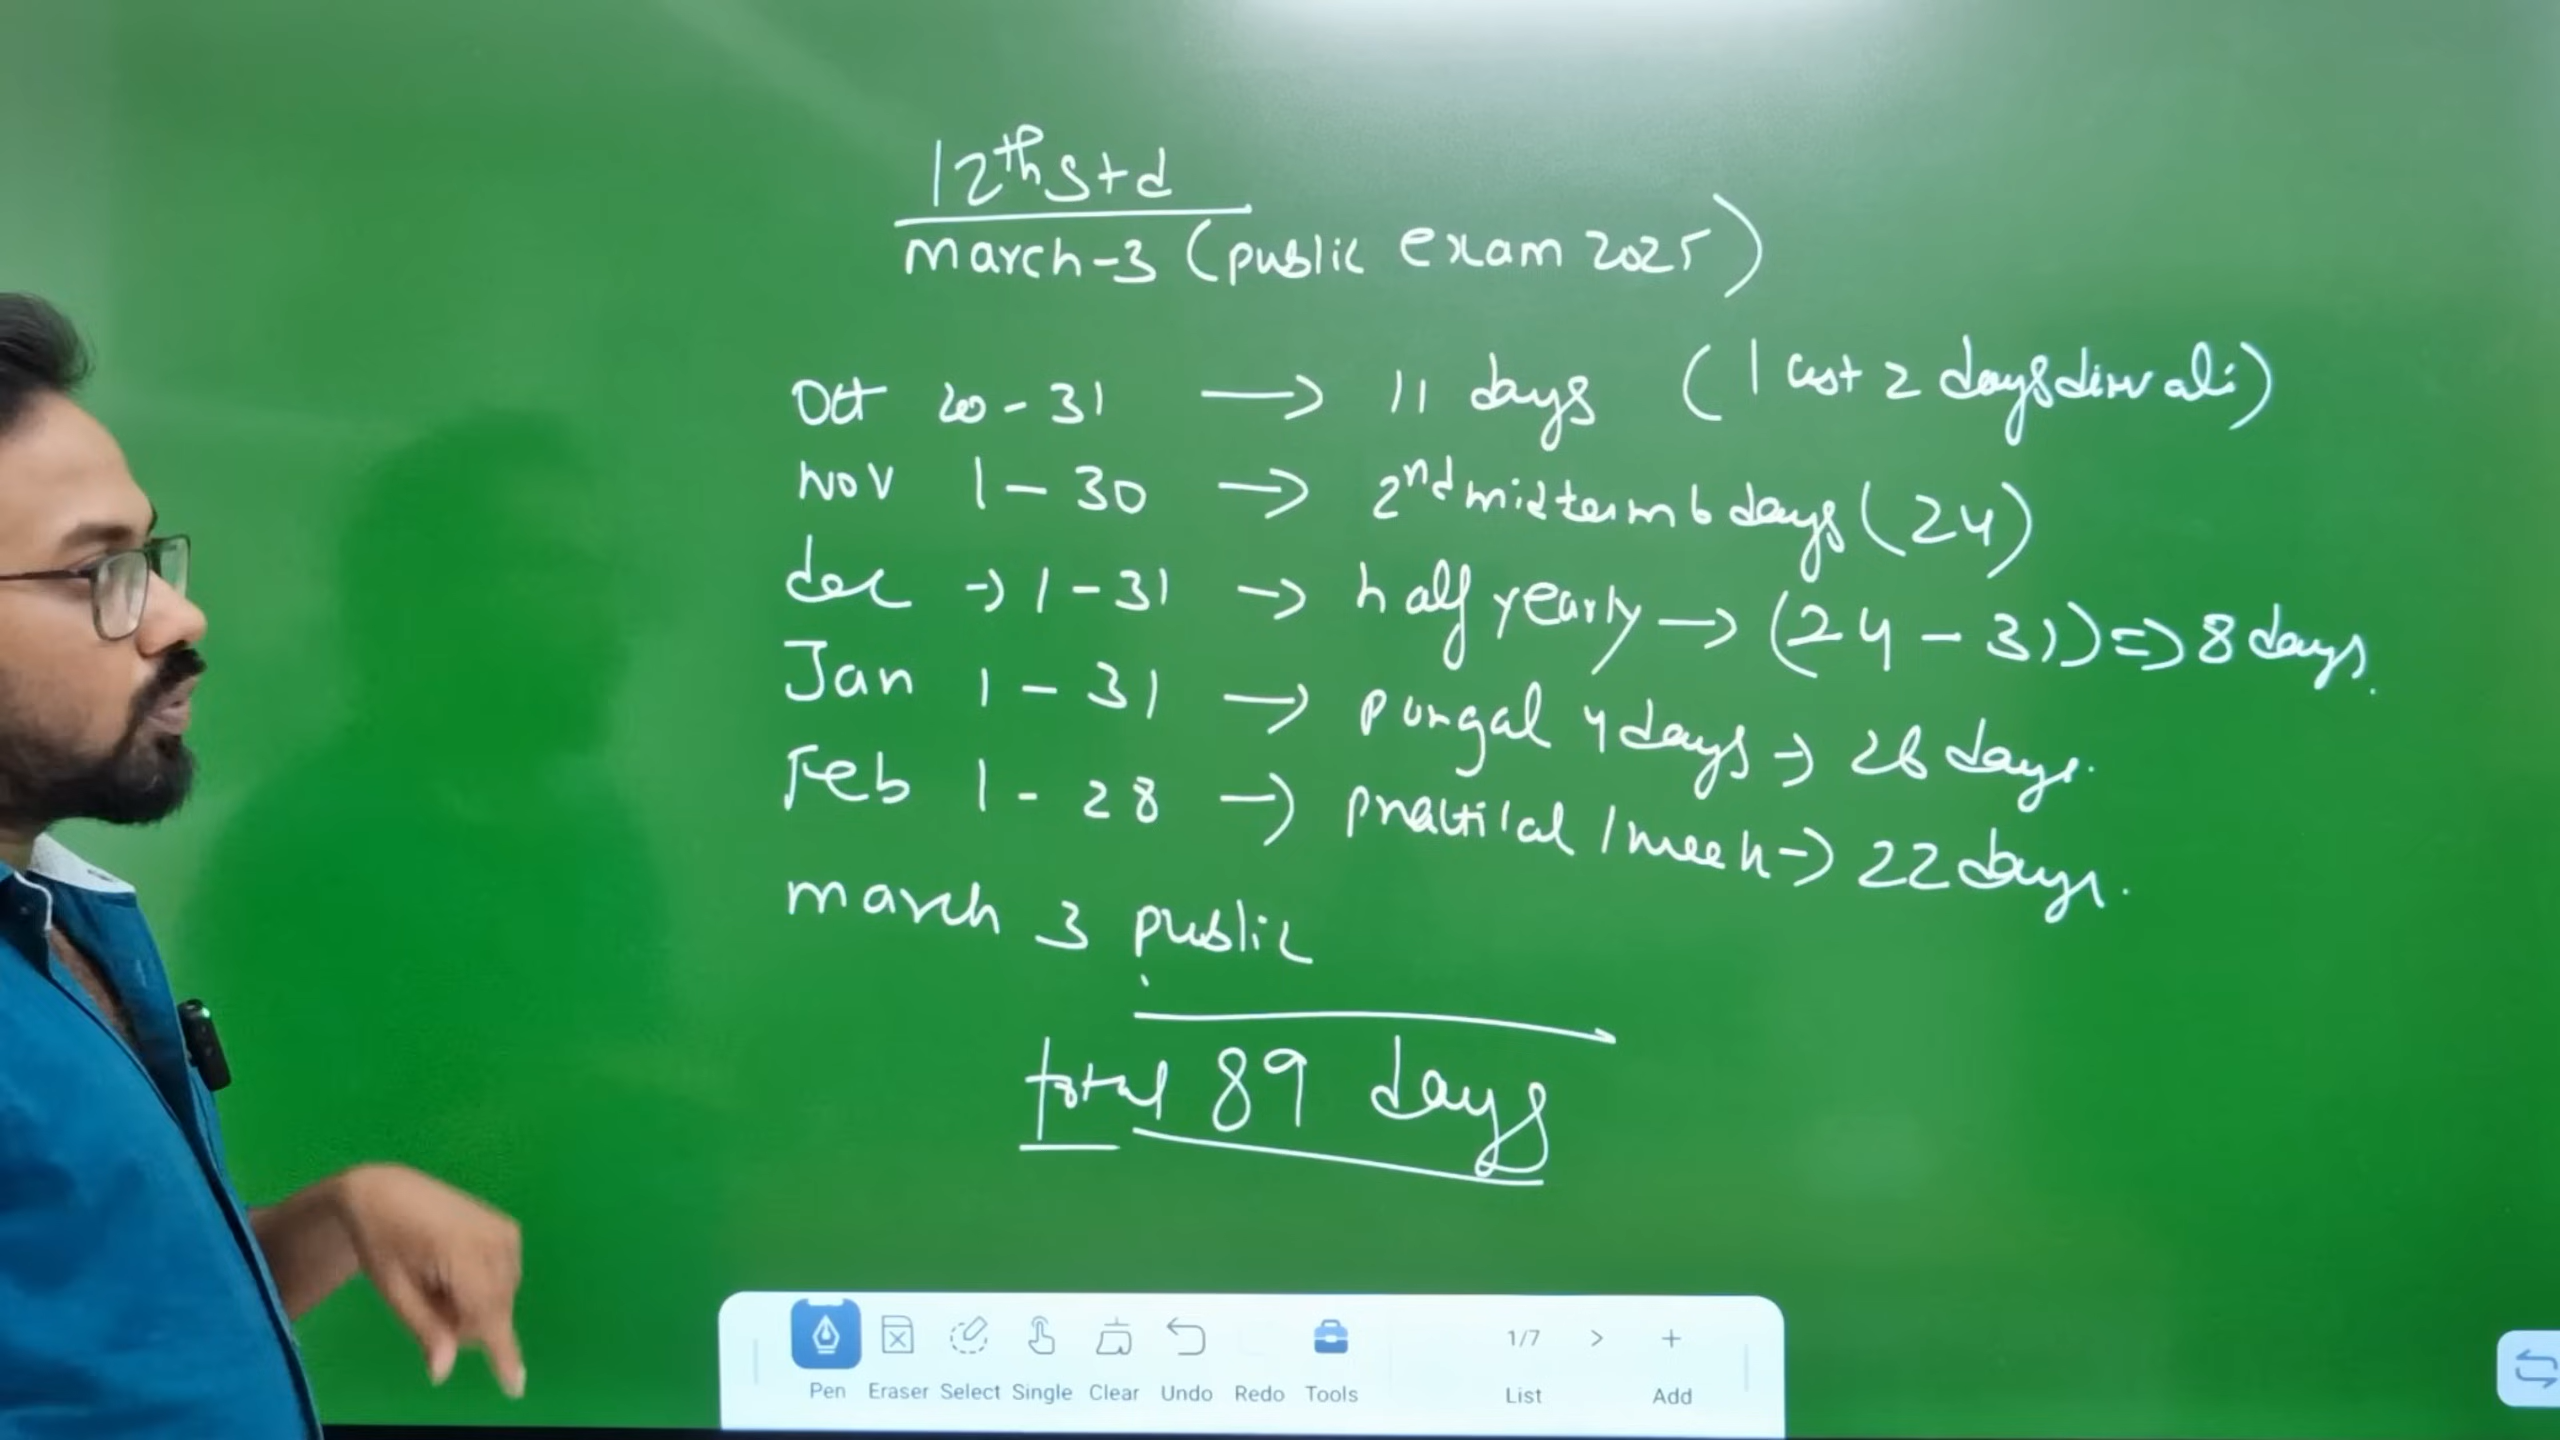 12th std
march-3 (public exam 2025)
Oct 20-31 → 11 days (last 2 days diwali)
Nov 1-30 → 2nd midterm 6 days (24)
dec → 1-31 → half yearly → (24-31) => 8 days.
Jan 1-31 → pongal 4 days → 26 days.
Feb 1-28 → practical 1 week → 22 days.
march 3 public
total 89 days
Pen Eraser Select Single Clear Undo Redo Tools 1/7 List > + Add